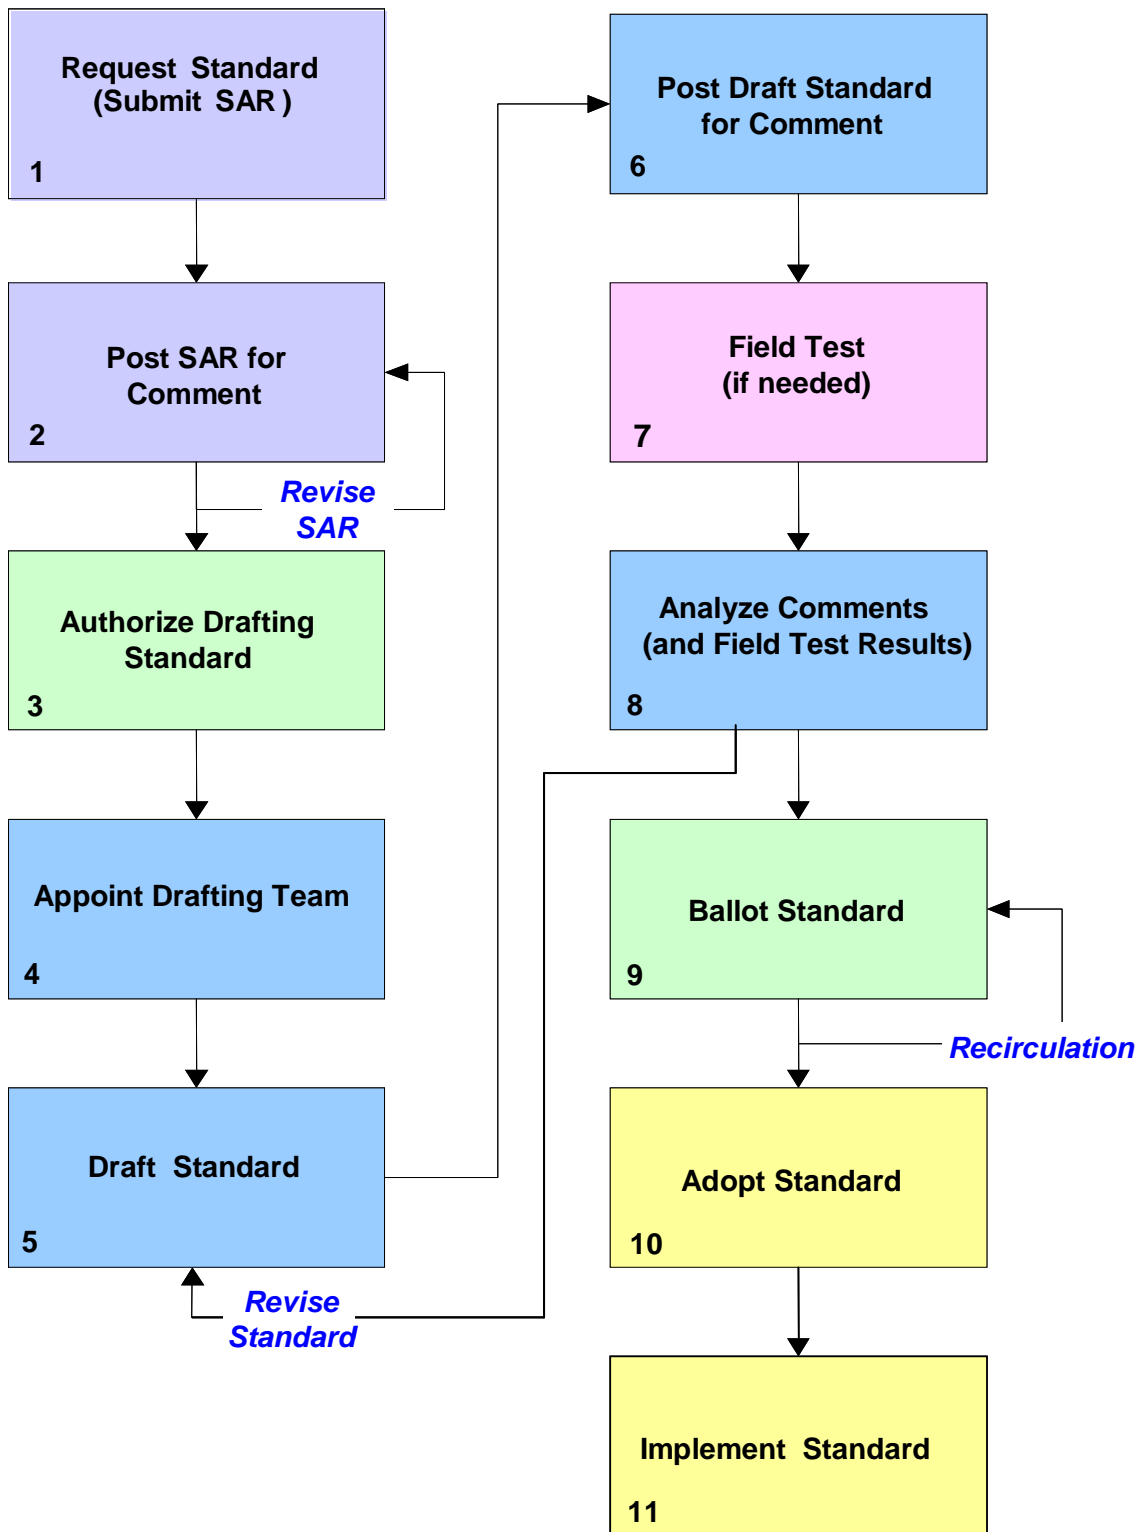 Request Standard
(Submit SAR )
1
Post SAR for
Comment
2
Revise
SAR
Authorize Drafting
Standard
3
Appoint Drafting Team
4
Draft Standard
5
Revise
Standard
Post Draft Standard
for Comment
6
Field Test
(if needed)
7
Analyze Comments
(and Field Test Results)
8
Ballot Standard
9
Recirculation
Adopt Standard
10
Implement Standard
11